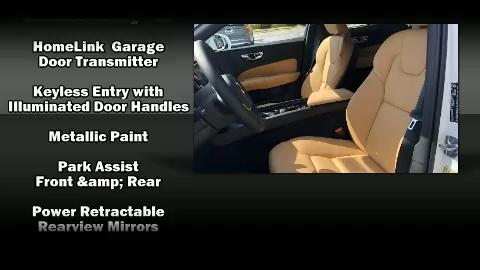 HomeLink Garage
Door Transmitter
Keyless Entry with
Illuminated Door Handles
Metallic Paint
Park Assist
Front &amp; Rear
Power Retractable
Rearview Mirrors